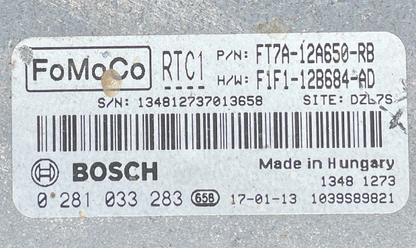 FoMoCo RTC1 P/N: FT7A-12A650-RB
H/W: F1F1-12B684-AD
S/N: 134812737013658 SITE: DZL7S
BOSCH Made in Hungary
1348 1273
0 281 033 283 658 17-01-13 1039S89821